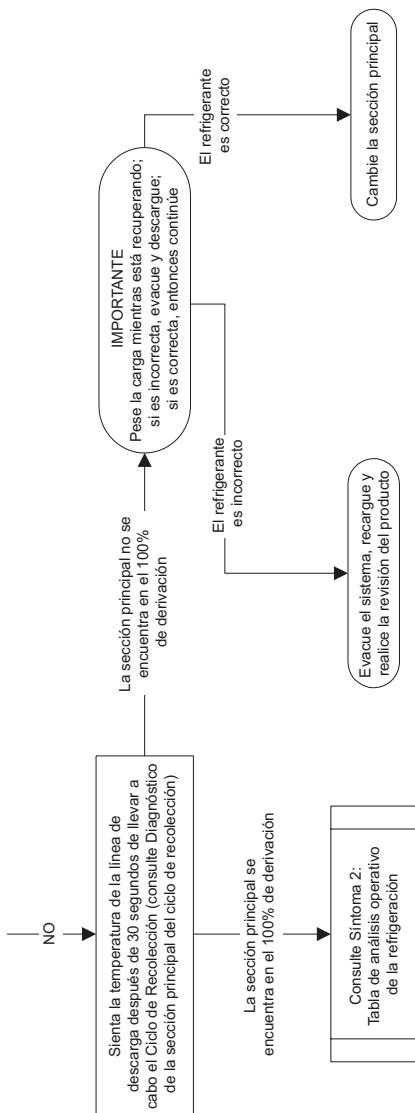 NO
Sienta la temperatura de la línea de
descarga después de 30 segundos de llevar a
cabo el Ciclo de Recolección (consulte Diagnóstico
de la sección principal del ciclo de recolección)
La sección principal no se
encuentra en el 100%
de derivación
IMPORTANTE
Pese la carga mientras está recuperando;
si es incorrecta, evacue y descargue;
si es correcta, entonces continúe
El refrigerante
es correcto
Cambie la sección principal
El refrigerante
es incorrecto
Evacue el sistema, recargue y
realice la revisión del producto
La sección principal se
encuentra en el 100% de derivación
Consulte Síntoma 2:
Tabla de análisis operativo
de la refrigeración